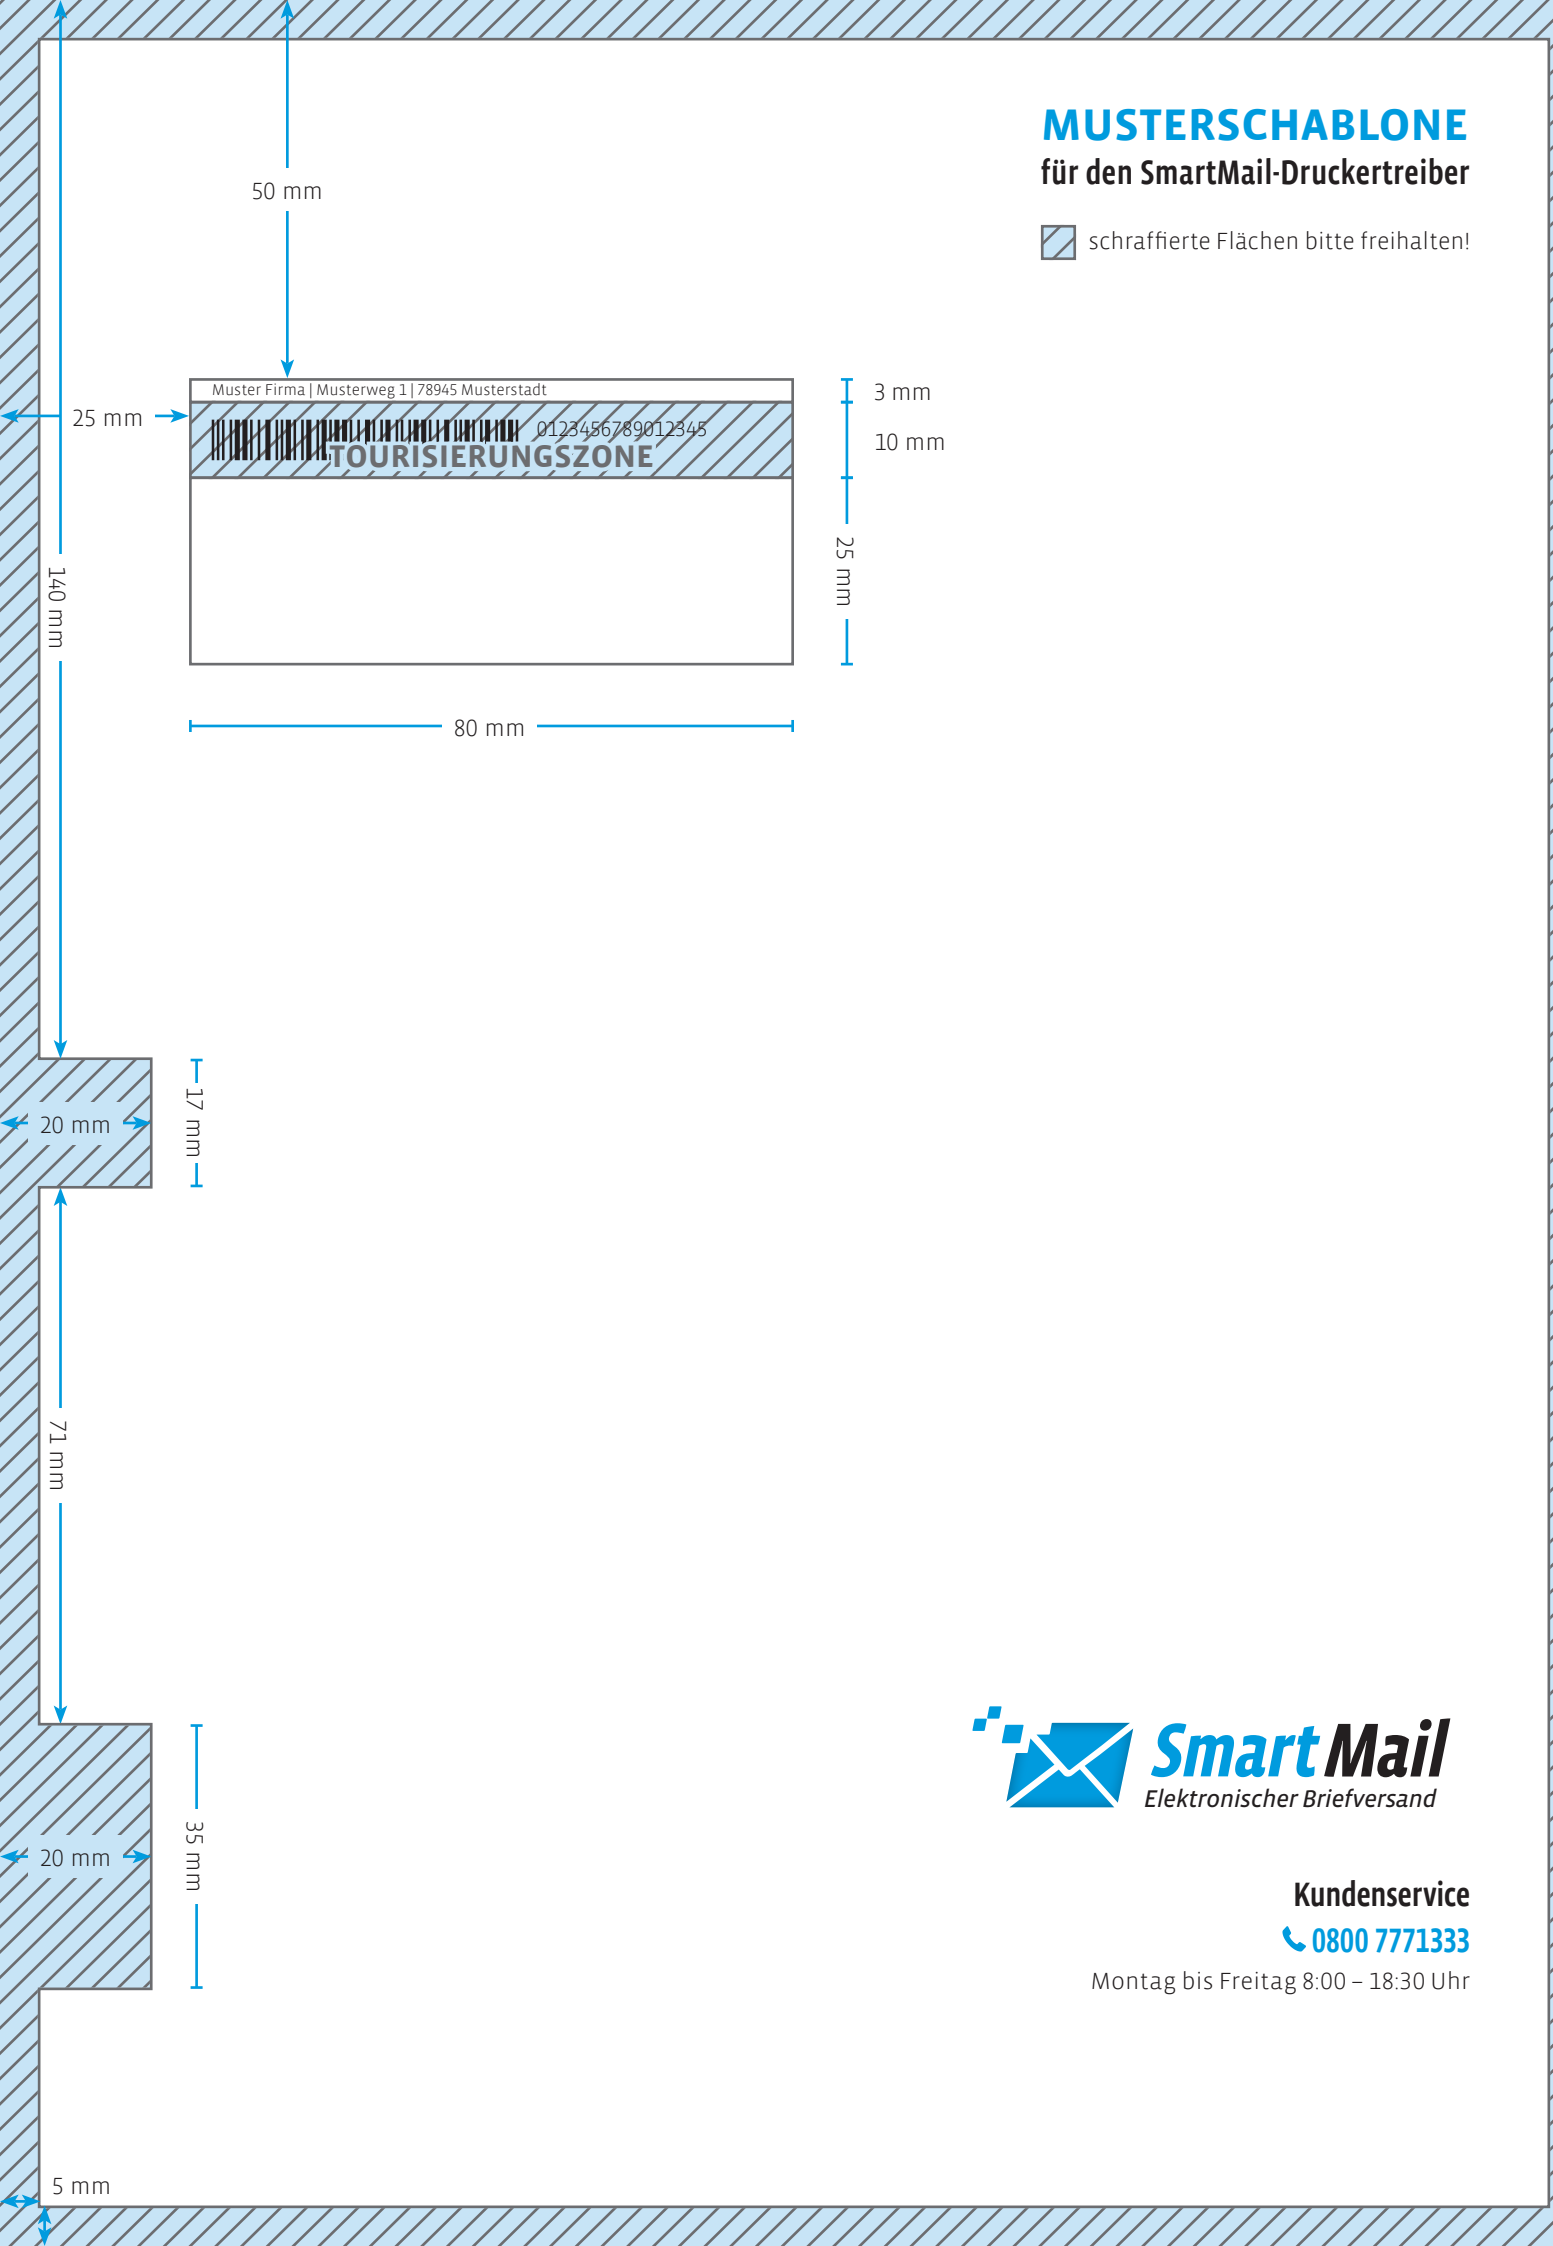 MUSTERSCHABLONE
für den SmartMail-Druckertreiber
schraffierte Flächen bitte freihalten!
50 mm
Muster Firma | Musterweg 1 | 78945 Musterstadt
3 mm
25 mm
0123456789012345
10 mm
TOURISIERUNGSZONE
25 mm
140 mm
80 mm
17 mm
20 mm
71 mm
Smart Mail
Elektronischer Briefversand
35 mm
20 mm
Kundenservice
0800 7771333
Montag bis Freitag 8:00 – 18:30 Uhr
5 mm